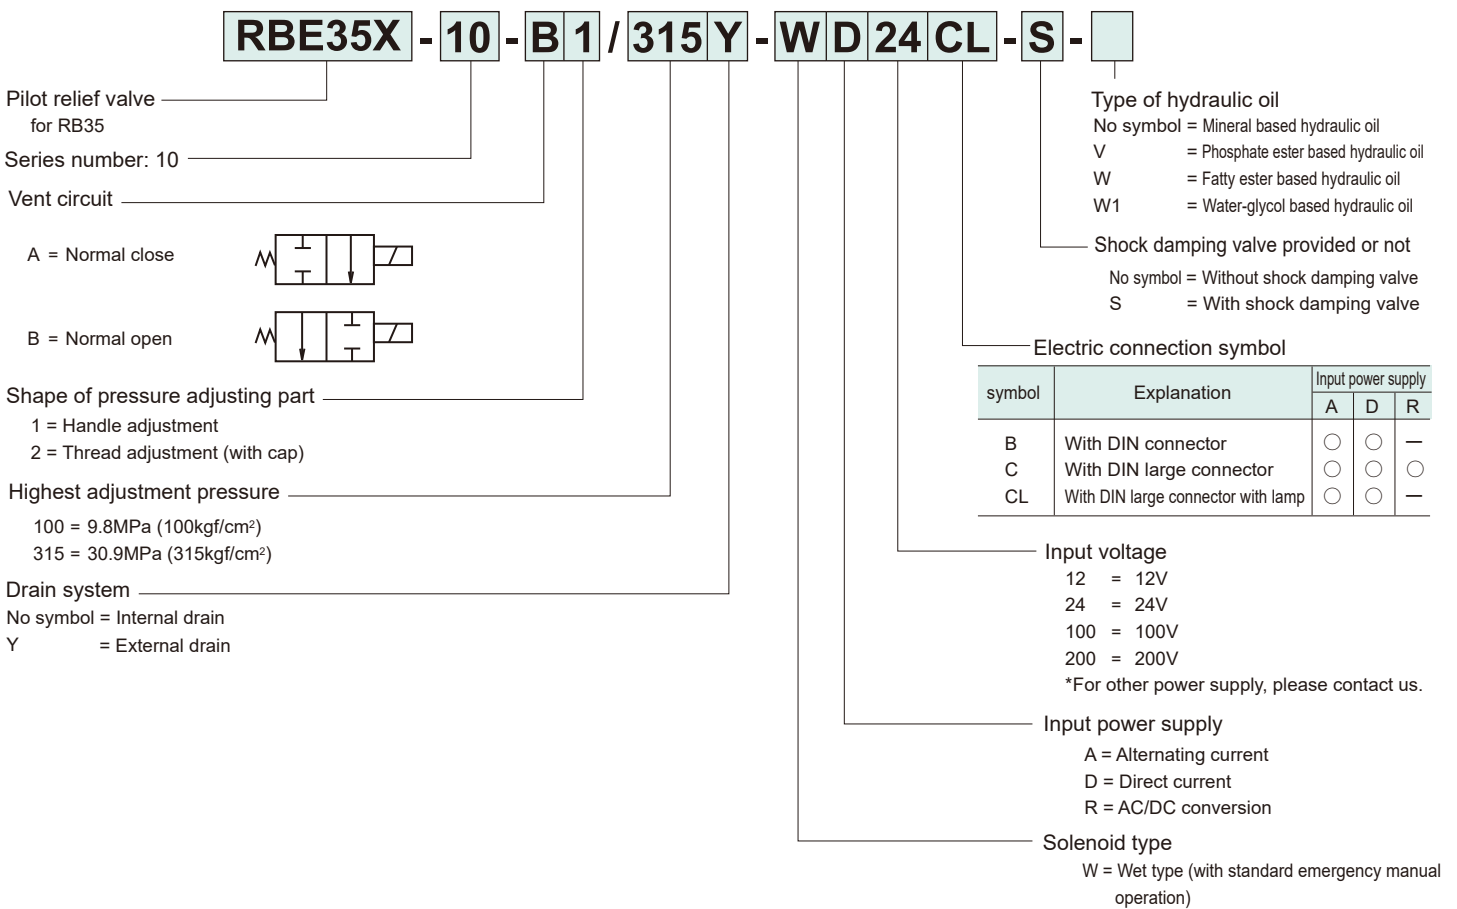 RBE35X - 10 - B 1 / 315 Y - W D 24 CL - S -
Pilot relief valve
for RB35
Series number: 10
Vent circuit
A = Normal close
B = Normal open
Shape of pressure adjusting part
1 = Handle adjustment
2 = Thread adjustment (with cap)
Highest adjustment pressure
100 = 9.8MPa (100kgf/cm²)
315 = 30.9MPa (315kgf/cm²)
Drain system
No symbol = Internal drain
Y = External drain
Type of hydraulic oil
No symbol = Mineral based hydraulic oil
V = Phosphate ester based hydraulic oil
W = Fatty ester based hydraulic oil
W1 = Water-glycol based hydraulic oil
Shock damping valve provided or not
No symbol = Without shock damping valve
S = With shock damping valve
Electric connection symbol
symbol Explanation Input power supply
A D R
B With DIN connector ○ ○ —
C With DIN large connector ○ ○ ○
CL With DIN large connector with lamp ○ ○ —
Input voltage
12 = 12V
24 = 24V
100 = 100V
200 = 200V
*For other power supply, please contact us.
Input power supply
A = Alternating current
D = Direct current
R = AC/DC conversion
Solenoid type
W = Wet type (with standard emergency manual
operation)